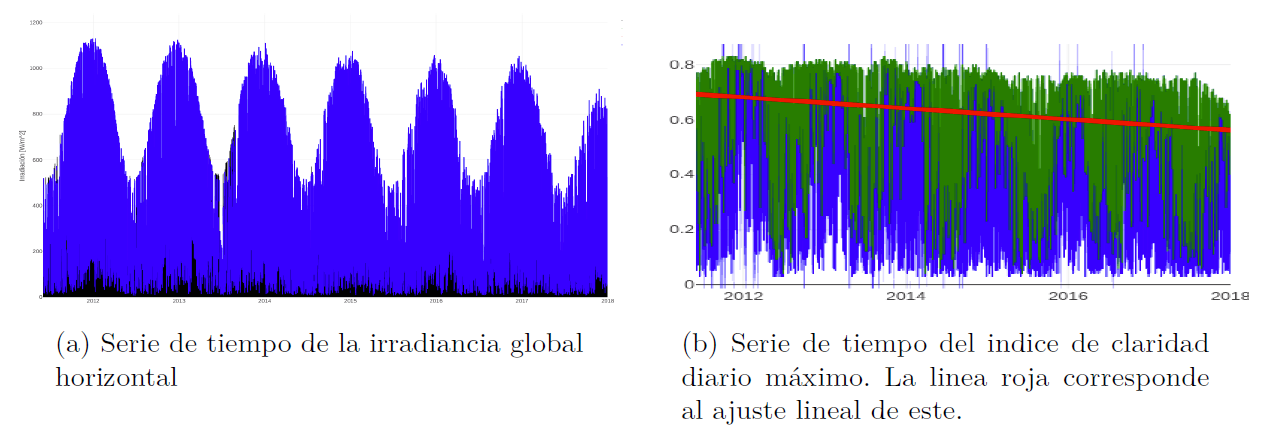 1200
1000
800
600
400
200
0
Irradiación [W/m^2]
2012 2013 2014 2015 2016 2017 2018
0.8
0.6
0.4
0.2
0
2012 2014 2016 2018
(a) Serie de tiempo de la irradiancia global
horizontal
(b) Serie de tiempo del indice de claridad
diario máximo. La linea roja corresponde
al ajuste lineal de este.